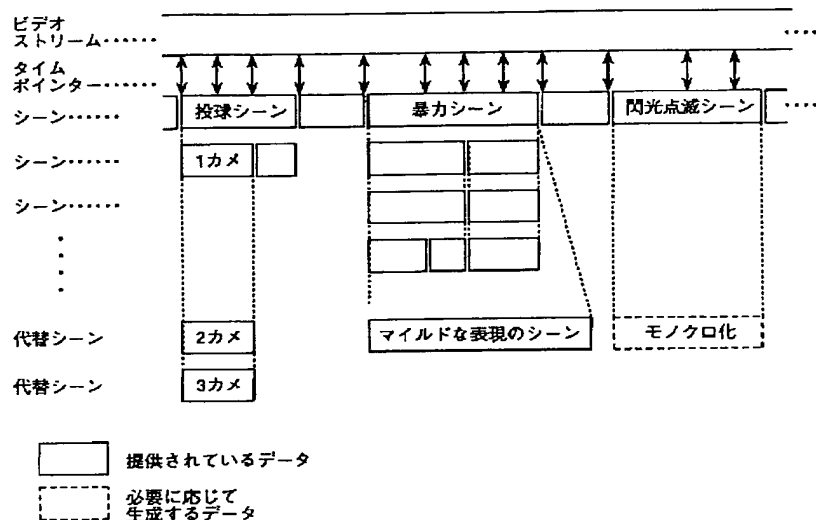 ビデオ
ストリーム・・・・・・
・・・・
タイム
ポインター・・・・・・
シーン・・・・・・
投球シーン
暴力シーン
閃光点滅シーン
・・・・
シーン・・・・・・
1カメ
シーン・・・・・・
・
・
・
・
代替シーン
2カメ
マイルドな表現のシーン
モノクロ化
代替シーン
3カメ
提供されているデータ
必要に応じて
生成するデータ